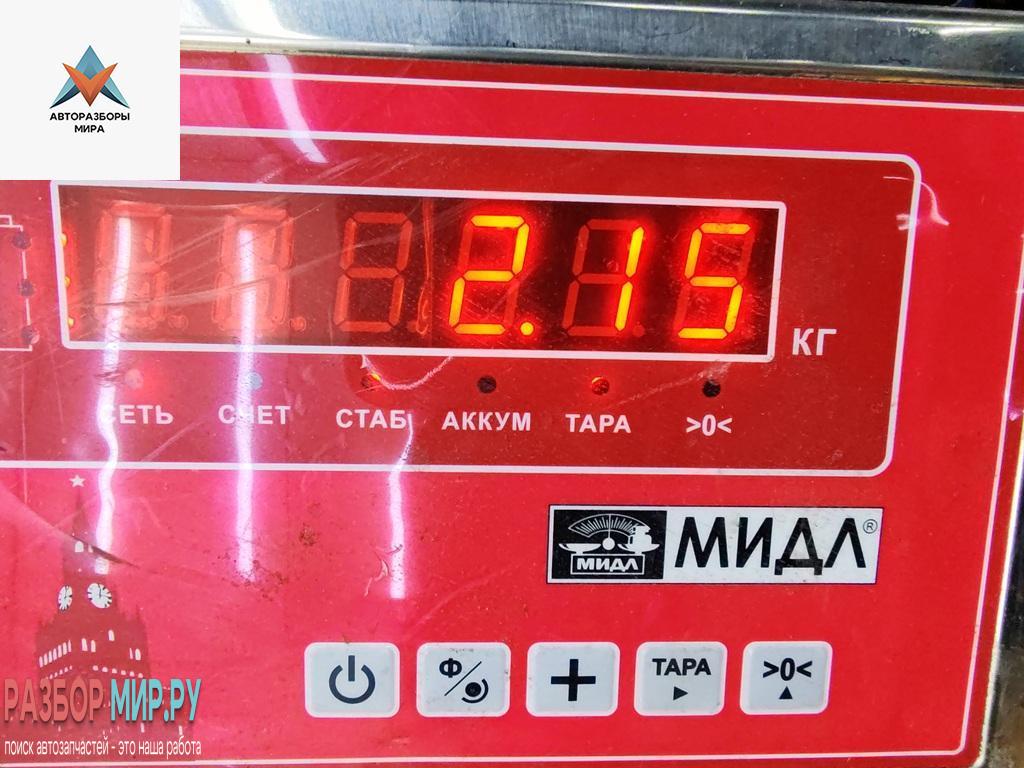 АВТОРАЗБОРЫ
МИРА
2.15
КГ
СЕТЬ СЧЕТ СТАБ АККУМ ТАРА >0<
МИДЛ МИДЛ®
Ф ТАРА >0<
РАЗБОР МИР.РУ
поиск автозапчастей - это наша работа